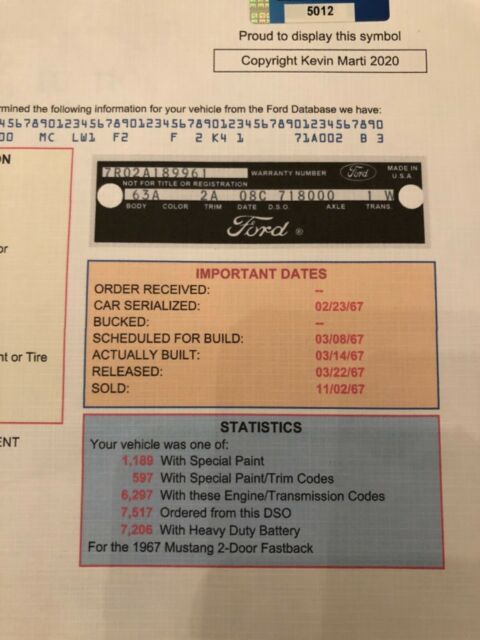 5012
Proud to display this symbol
Copyright Kevin Marti 2020
rmined the following information for your vehicle from the Ford Database we have:
45678901234567890123456789012345678901234567890
00 MC LW1 F2 F 2 K4 1 71A002 B 3
ON
7R02A189961 WARRANTY NUMBER Ford MADE IN U.S.A.
NOT FOR TITLE OR REGISTRATION
63A 2A 08C 718000 1 W
BODY COLOR TRIM DATE D.S.O. AXLE TRANS.
Ford ®
or
nt or Tire
ENT
IMPORTANT DATES
ORDER RECEIVED: --
CAR SERIALIZED: 02/23/67
BUCKED: --
SCHEDULED FOR BUILD: 03/08/67
ACTUALLY BUILT: 03/14/67
RELEASED: 03/22/67
SOLD: 11/02/67
STATISTICS
Your vehicle was one of:
1,189 With Special Paint
597 With Special Paint/Trim Codes
6,297 With these Engine/Transmission Codes
7,517 Ordered from this DSO
7,206 With Heavy Duty Battery
For the 1967 Mustang 2-Door Fastback